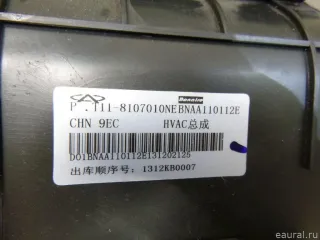 P .T11-8107010NEBNAA110112E
CHN 9EC HVAC总成
D01BNAA110112E131202125
出库顺序号: 1312KB0007
eaural.ru